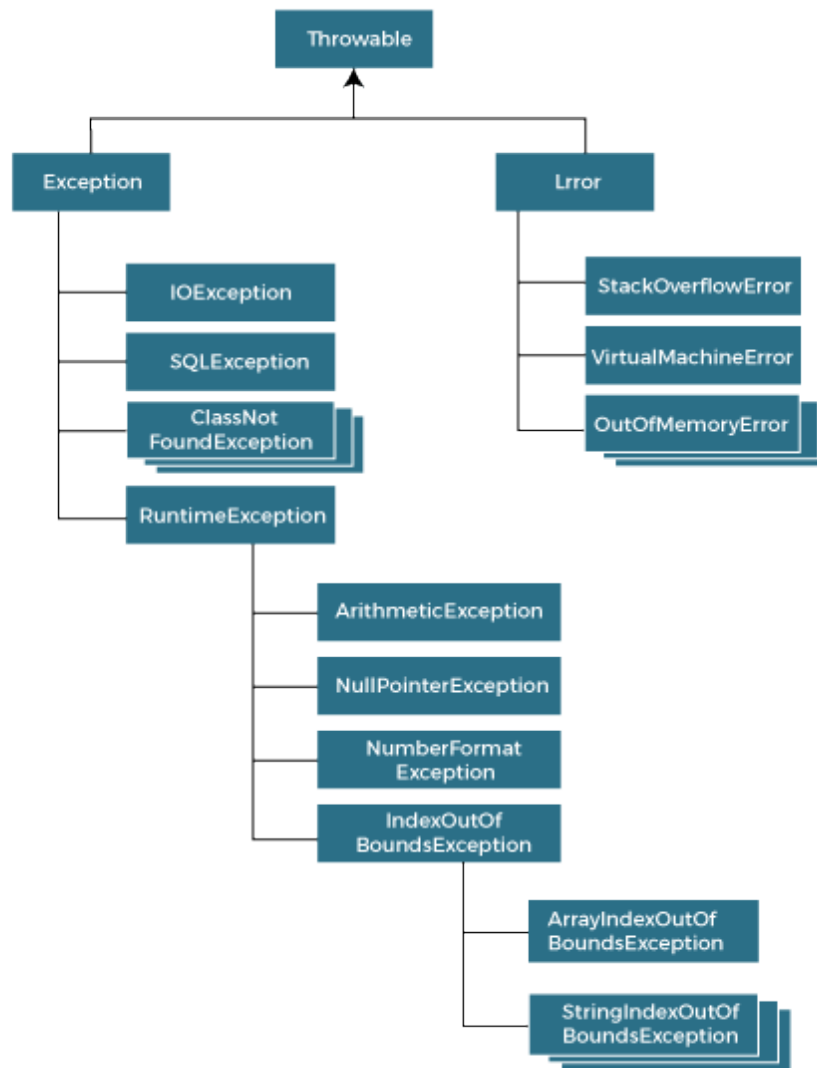 Throwable
Exception
Lrror
IOException
SQLException
ClassNot
FoundException
RuntimeException
StackOverflowError
VirtualMachineError
OutOfMemoryError
ArithmeticException
NullPointerException
NumberFormat
Exception
IndexOutOf
BoundsException
ArrayIndexOutOf
BoundsException
StringIndexOutOf
BoundsException